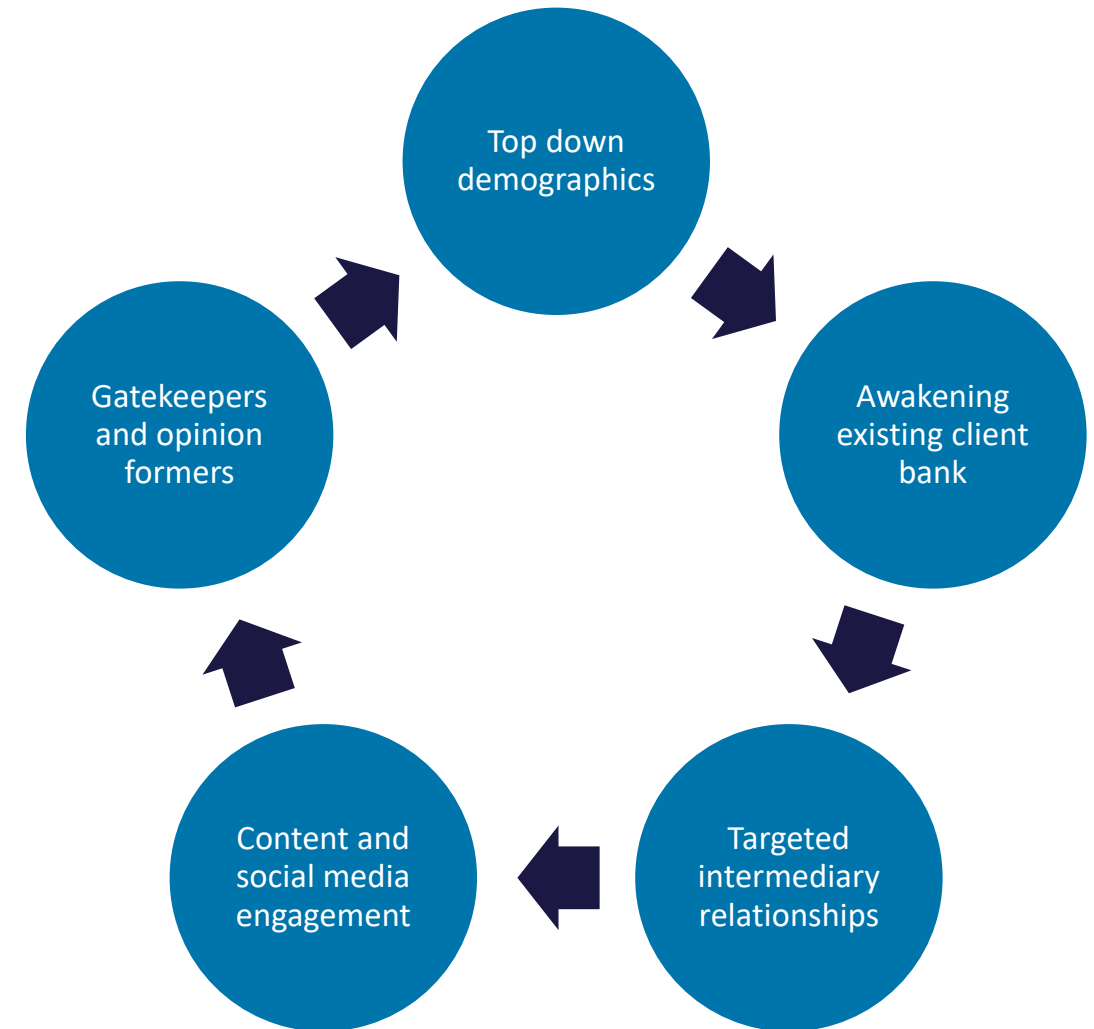 Top down
demographics
Awakening
existing client
bank
Targeted
intermediary
relationships
Content and
social media
engagement
Gatekeepers
and opinion
formers